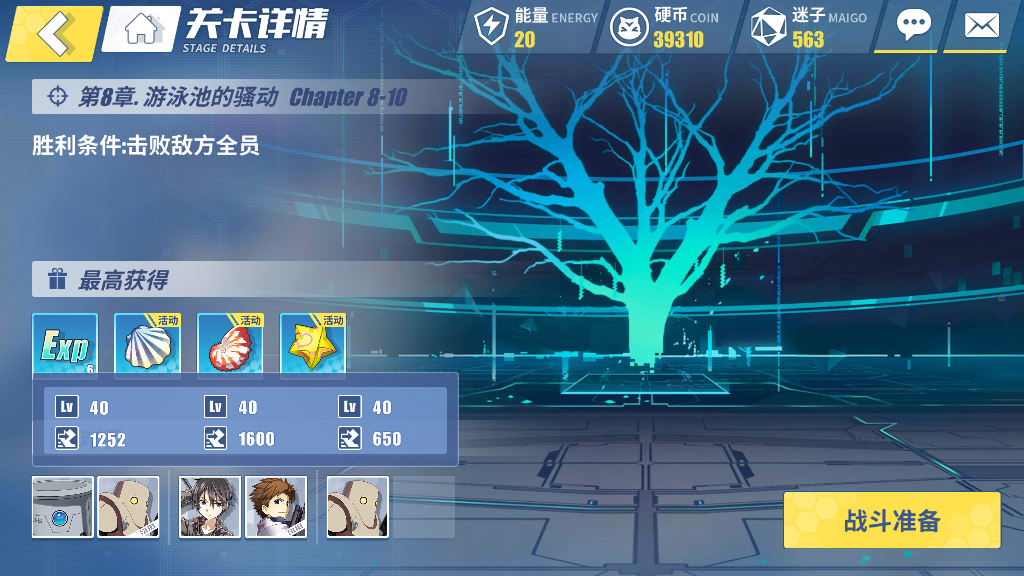 关卡详情
STAGE DETAILS
能量 ENERGY
20
硬币 COIN
39310
迷子 MAIGO
563
第8章. 游泳池的骚动 Chapter 8-10
胜利条件:击败敌方全员
最高获得
Exp
6
活动
活动
活动
Lv 40
Lv 40
Lv 40
1252
1600
650
战斗准备